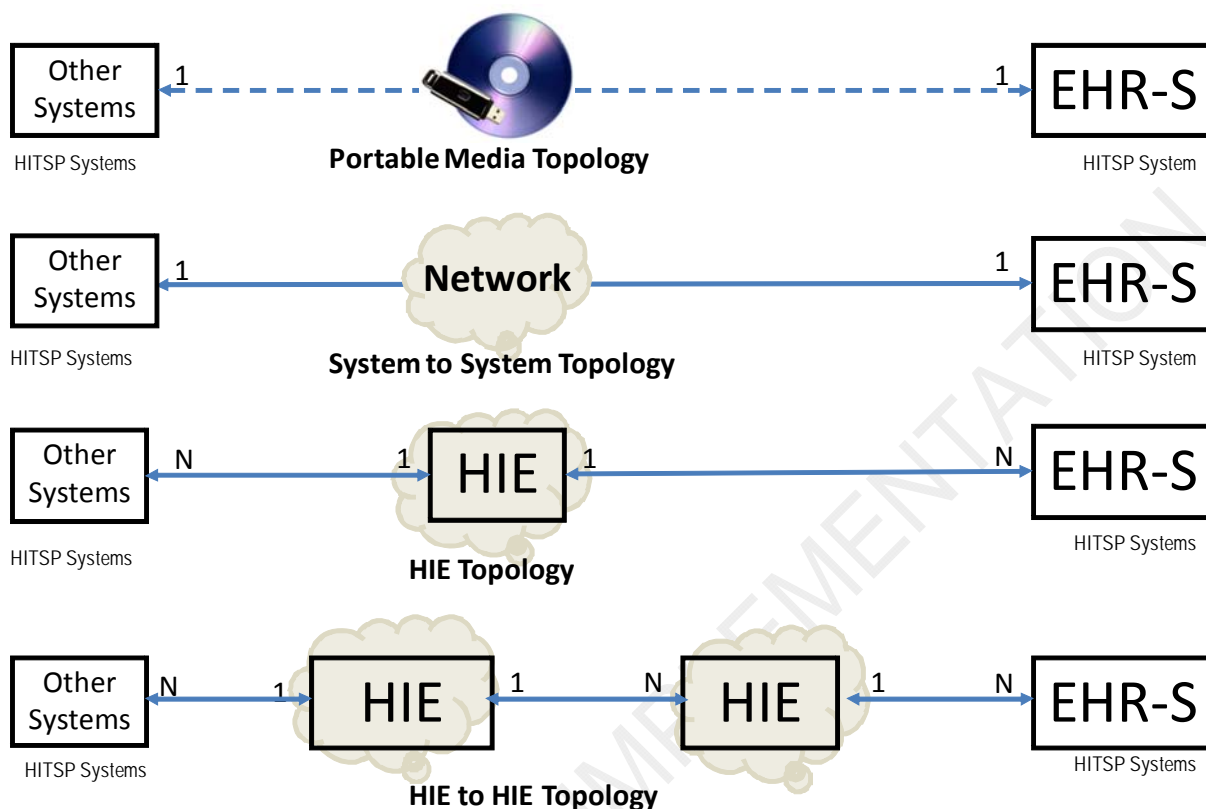 Other
Systems
1
1
EHR-S
HITSP Systems
Portable Media Topology
HITSP System
Other
Systems
1
Network
1
EHR-S
HITSP Systems
System to System Topology
HITSP System
Other
Systems
N
1
HIE
1
N
EHR-S
HITSP Systems
HIE Topology
HITSP Systems
Other
Systems
N
1
HIE
1
N
HIE
1
N
EHR-S
HITSP Systems
HIE to HIE Topology
HITSP Systems